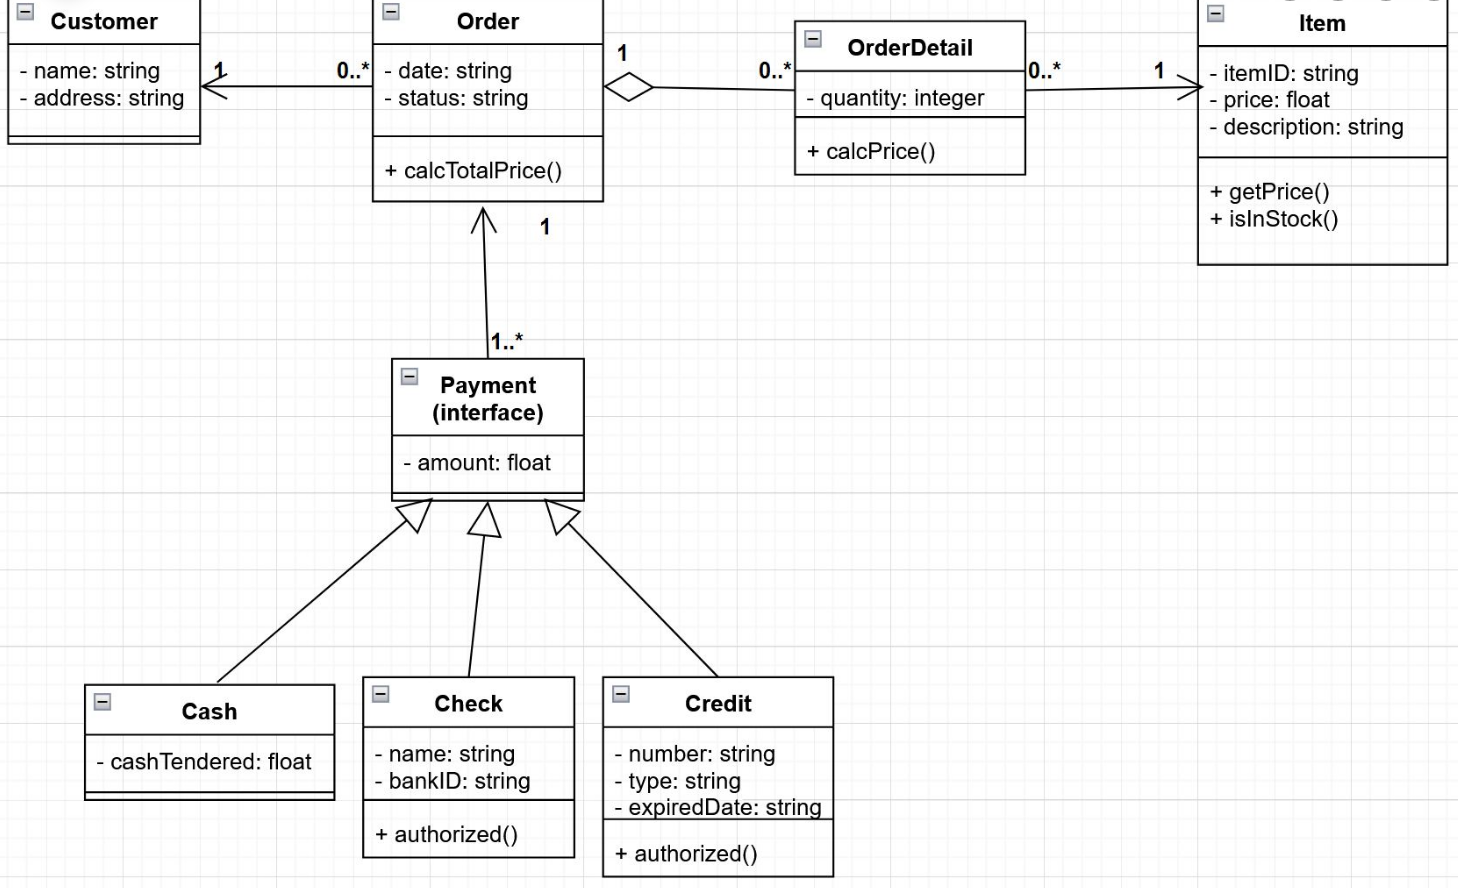 Customer
- name: string
- address: string
1
0..*
Order
- date: string
- status: string
+ calcTotalPrice()
1
0..*
OrderDetail
- quantity: integer
+ calcPrice()
0..*
1
Item
- itemID: string
- price: float
- description: string
+ getPrice()
+ isInStock()
1
1..*
Payment
(interface)
- amount: float
Cash
- cashTendered: float
Check
- name: string
- bankID: string
+ authorized()
Credit
- number: string
- type: string
- expiredDate: string
+ authorized()